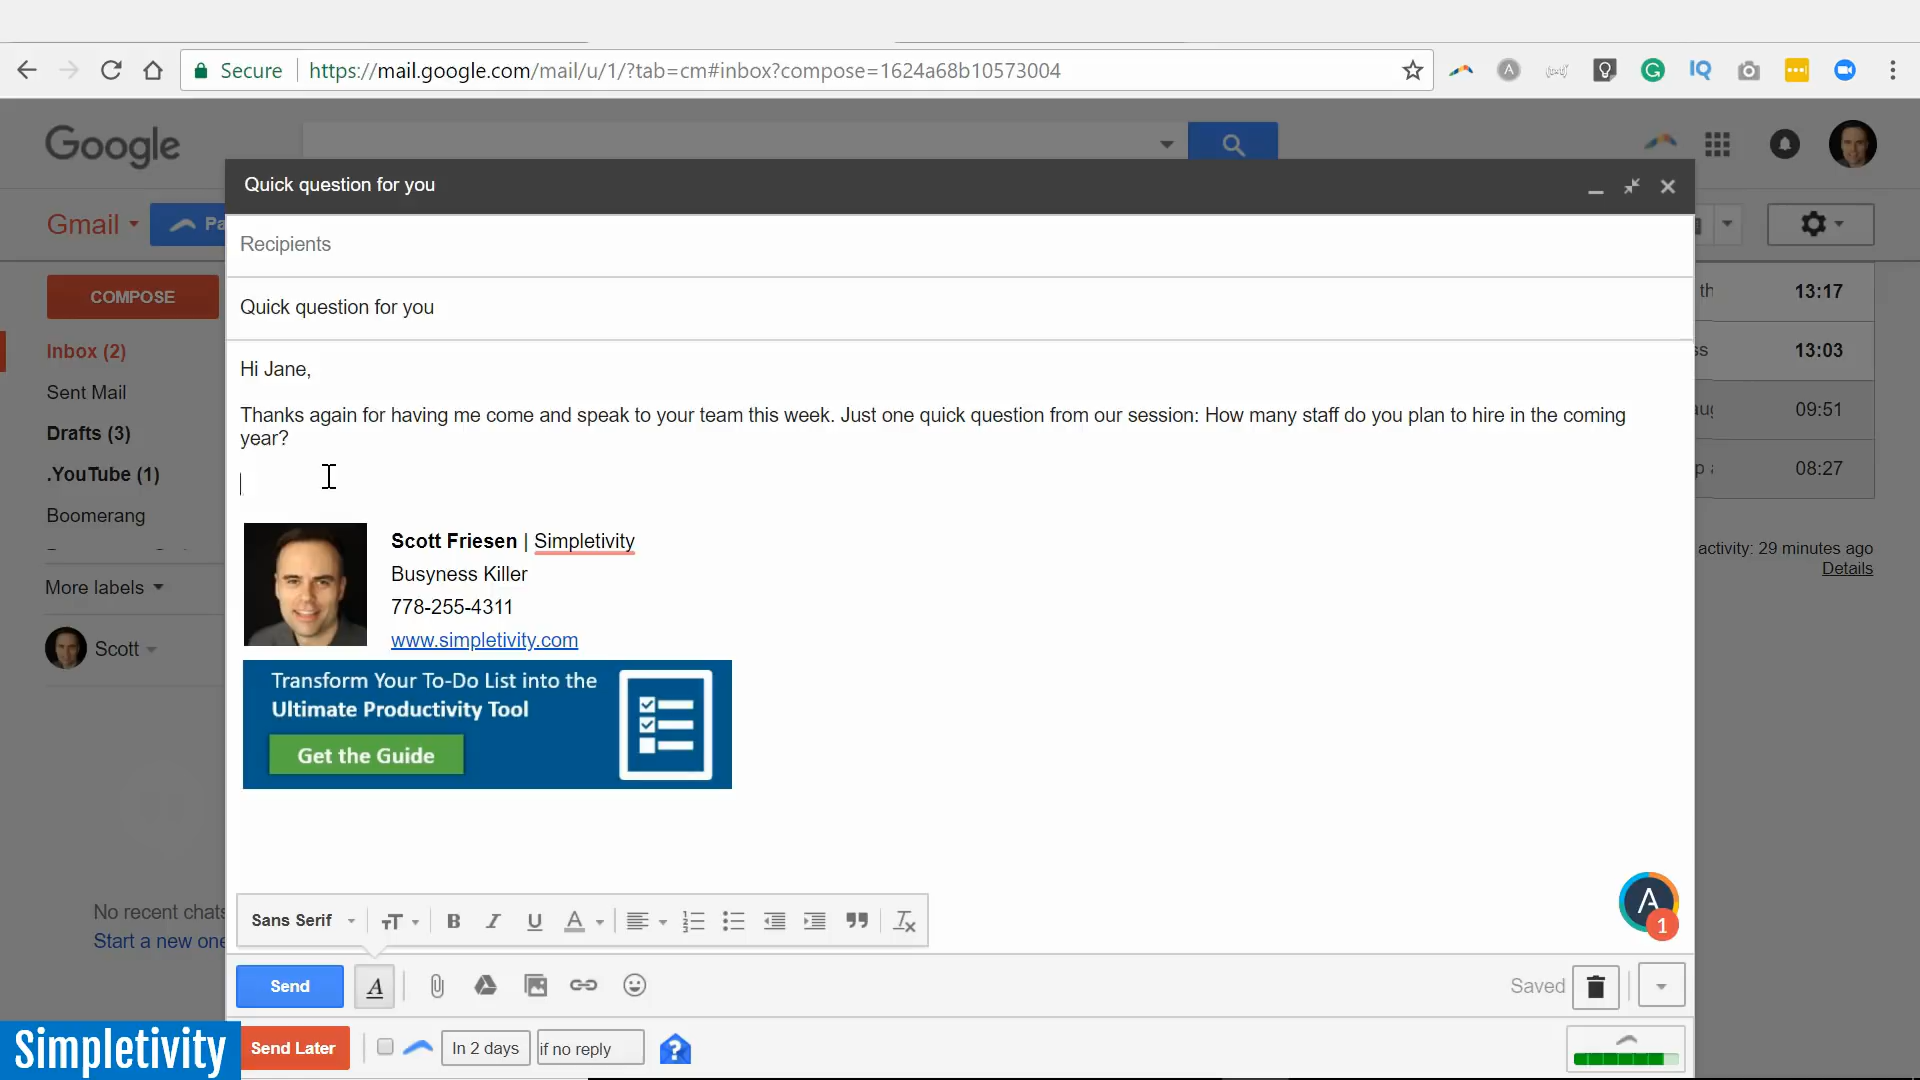 Secure
https://mail.google.com/mail/u/1/?tab=cm#inbox?compose=1624a68b10573004
Google
Gmail
Pa
Quick question for you
Recipients
Quick question for you
COMPOSE
Inbox (2)
Sent Mail
Drafts (3)
.YouTube (1)
Boomerang
More labels
Scott
No recent chats
Start a new one
Hi Jane,
Thanks again for having me come and speak to your team this week. Just one quick question from our session: How many staff do you plan to hire in the coming
year?
Scott Friesen | Simpletivity
Busyness Killer
778-255-4311
www.simpletivity.com
Transform Your To-Do List into the
Ultimate Productivity Tool
Get the Guide
th 13:17
ss 13:03
aug 09:51
p a 08:27
activity: 29 minutes ago
Details
1
Sans Serif
Send
Saved
Send Later
In 2 days
if no reply
Simpletivity